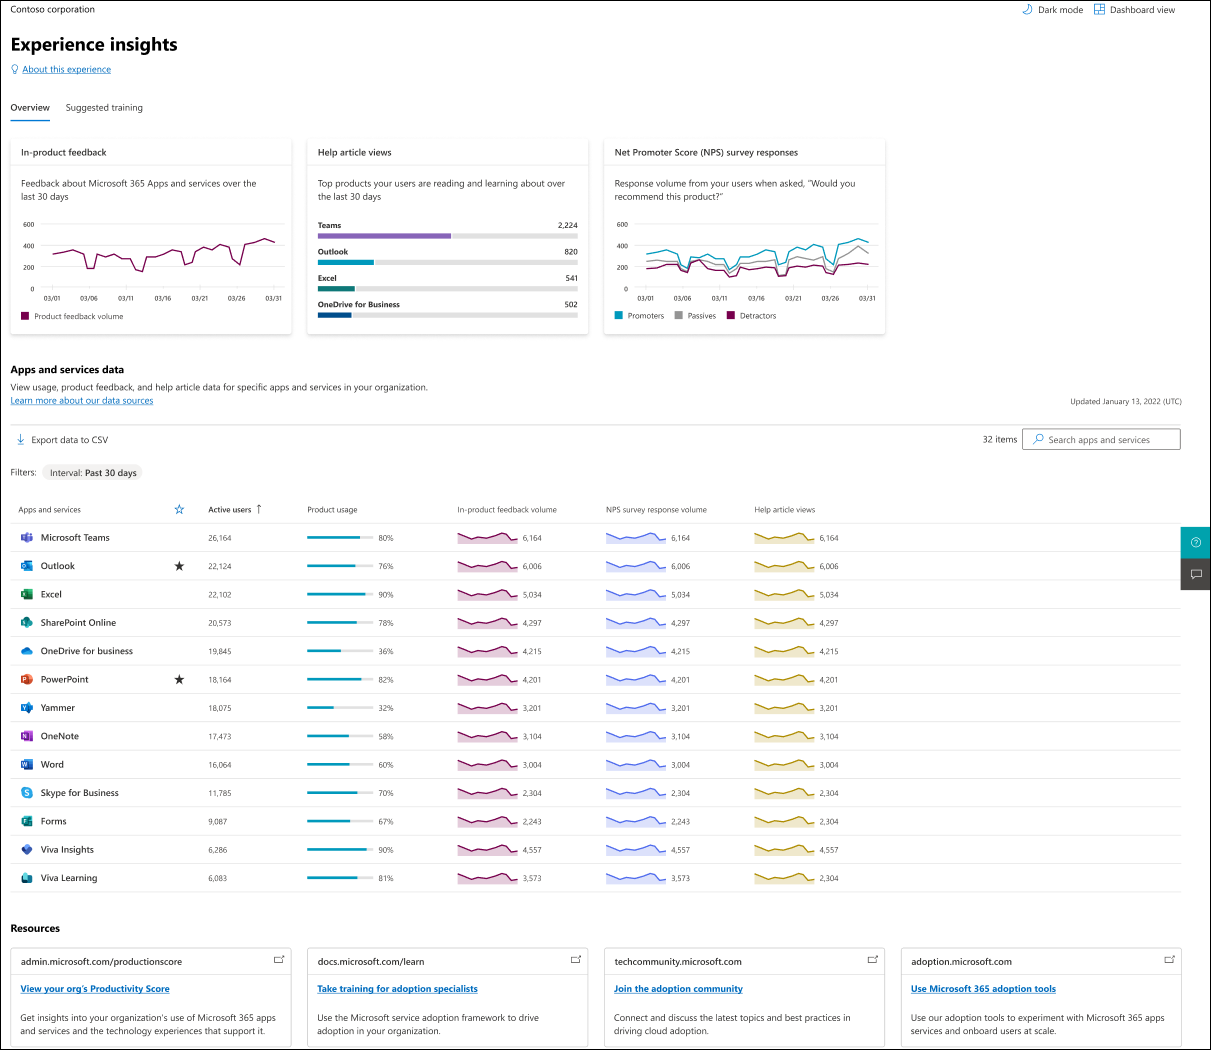 Contoso corporation
Dark mode
Dashboard view
Experience insights
About this experience
Overview
Suggested training
In-product feedback
Feedback about Microsoft 365 Apps and services over the
last 30 days
600
400
200
0
03/01 03/06 03/11 03/16 03/21 03/26 03/31
Product feedback volume
Help article views
Top products your users are reading and learning about over
the last 30 days
Teams 2,224
Outlook 820
Excel 541
OneDrive for Business 502
Net Promoter Score (NPS) survey responses
Response volume from your users when asked, “Would you
recommend this product?”
600
400
200
0
03/01 03/06 03/11 03/16 03/21 03/26 03/31
Promoters Passives Detractors
Apps and services data
View usage, product feedback, and help article data for specific apps and services in your organization.
Learn more about our data sources
Updated January 13, 2022 (UTC)
Export data to CSV
32 items
Search apps and services
Filters: Interval: Past 30 days
Apps and services Active users ↑ Product usage In-product feedback volume NPS survey response volume Help article views
Microsoft Teams 26,164 80% 6,164 6,164 6,164
Outlook 22,124 76% 6,006 6,006 6,006
Excel 22,102 90% 5,034 5,034 5,034
SharePoint Online 20,573 78% 4,297 4,297 4,297
OneDrive for business 19,845 36% 4,215 4,215 4,215
PowerPoint 18,164 82% 4,201 4,201 4,201
Yammer 18,075 32% 3,201 3,201 3,201
OneNote 17,473 58% 3,104 3,104 3,104
Word 16,064 60% 3,004 3,004 3,004
Skype for Business 11,785 70% 2,304 2,304 2,304
Forms 9,087 67% 2,243 2,243 2,304
Viva Insights 6,286 90% 4,557 4,557 4,557
Viva Learning 6,083 81% 3,573 3,573 2,304
Resources
admin.microsoft.com/productionscore
View your org’s Productivity Score
Get insights into your organization’s use of Microsoft 365 apps
and services and the technology experiences that support it.
docs.microsoft.com/learn
Take training for adoption specialists
Use the Microsoft service adoption framework to drive
adoption in your organization.
techcommunity.microsoft.com
Join the adoption community
Connect and discuss the latest topics and best practices in
driving cloud adoption.
adoption.microsoft.com
Use Microsoft 365 adoption tools
Use our adoption tools to experiment with Microsoft 365 apps
services and onboard users at scale.